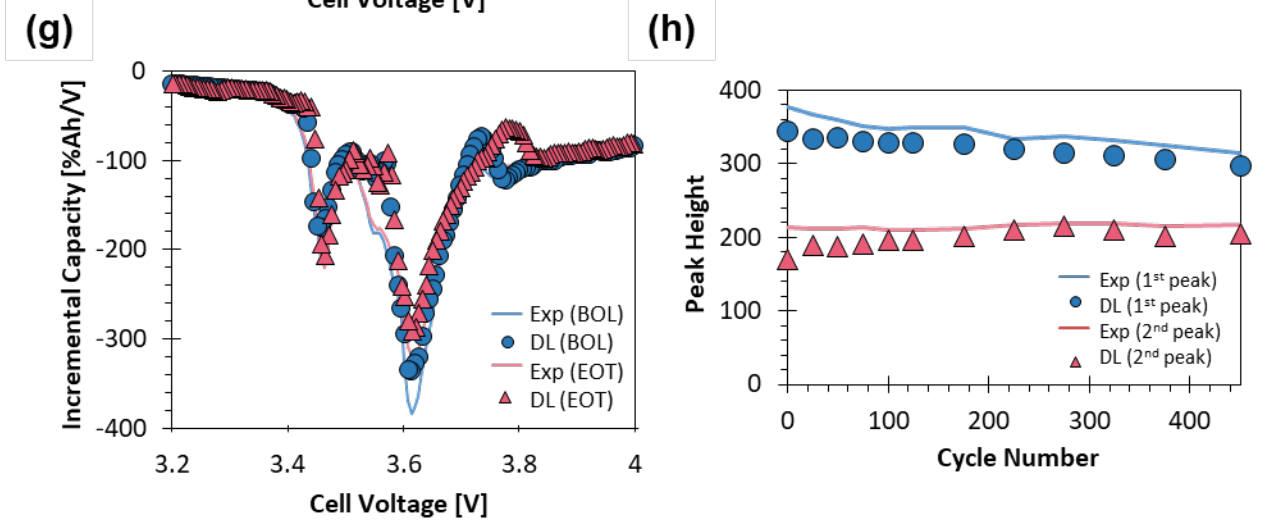 Cell Voltage [V]
(g)
(h)
Incremental Capacity [%Ah/V]
0
-100
-200
-300
-400
3.2
3.4
3.6
3.8
4
Cell Voltage [V]
Exp (BOL)
DL (BOL)
Exp (EOT)
DL (EOT)
Peak Height
400
300
200
100
0
0
100
200
300
400
Cycle Number
Exp (1st peak)
DL (1st peak)
Exp (2nd peak)
DL (2nd peak)